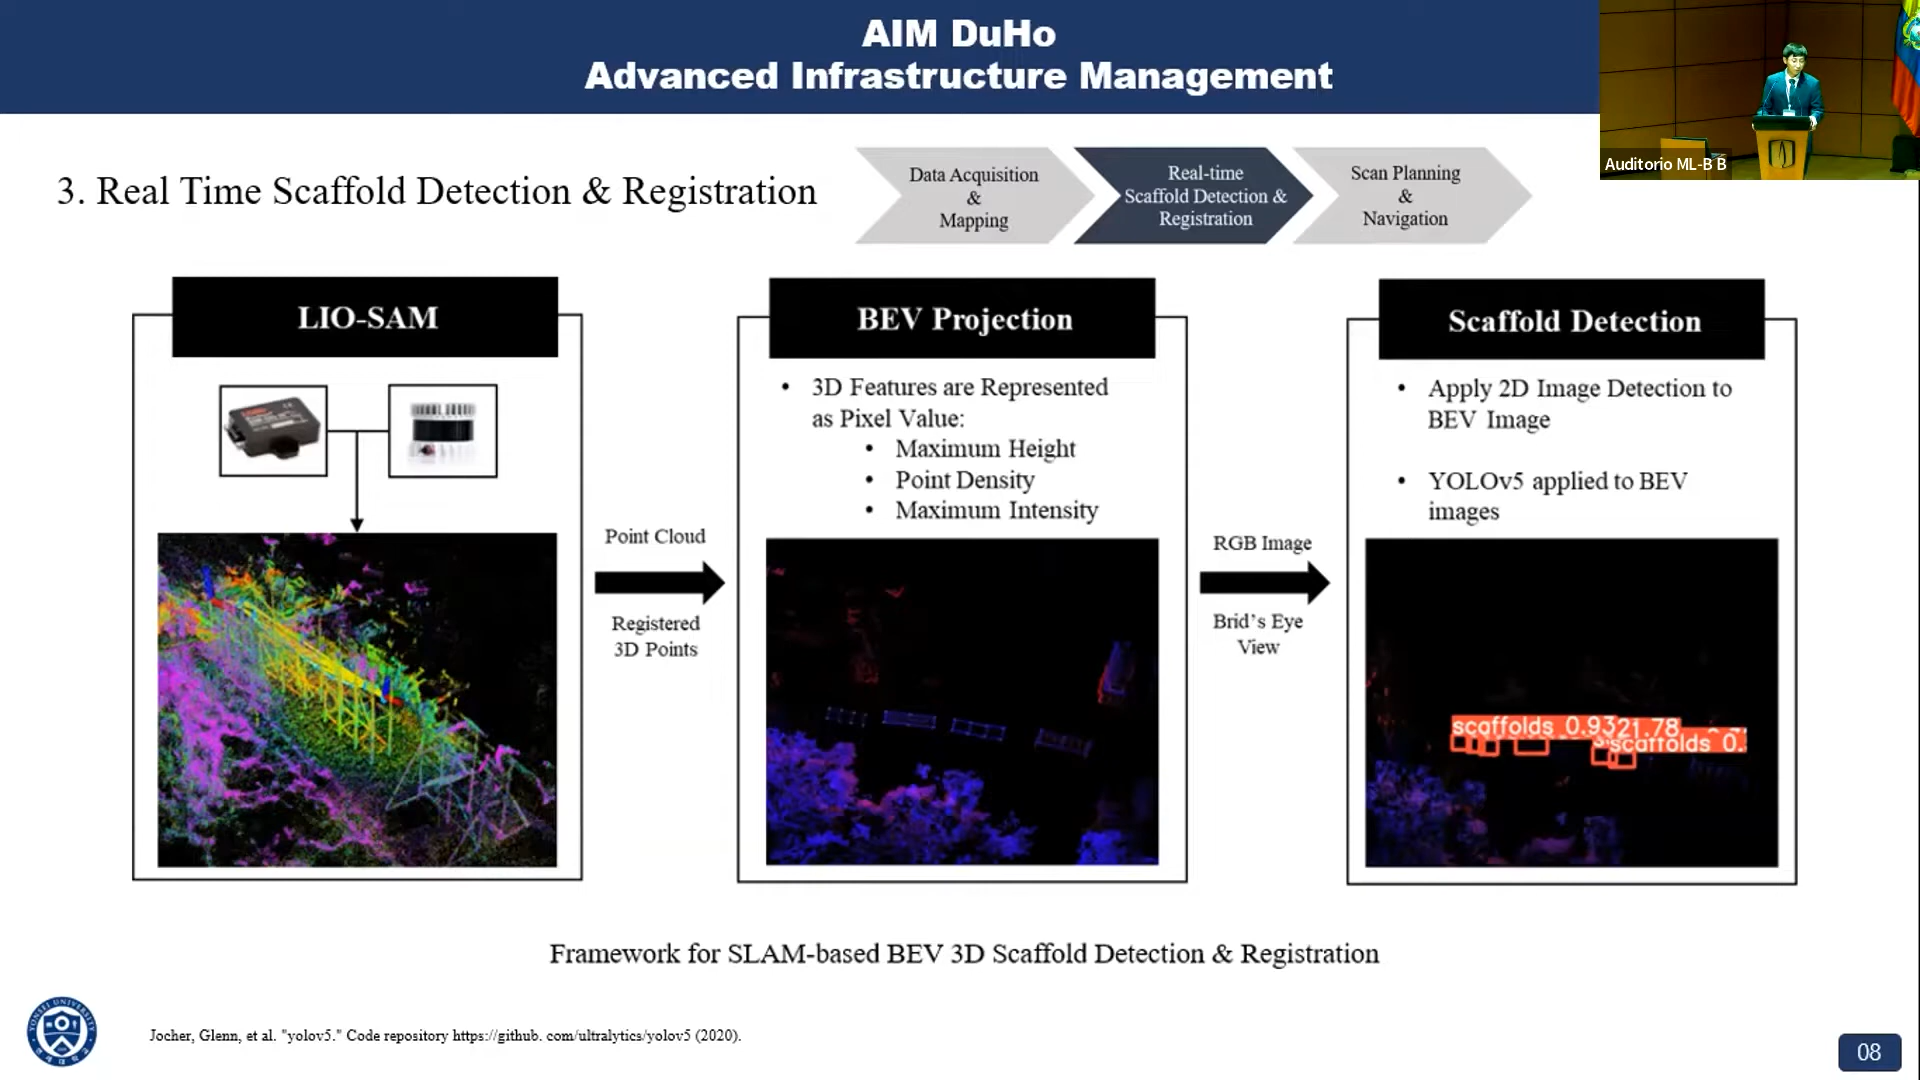 AIM DuHo
Advanced Infrastructure Management
Auditorio ML-B B
3. Real Time Scaffold Detection & Registration
Data Acquisition
&
Mapping
Real-time
Scaffold Detection &
Registration
Scan Planning
&
Navigation
LIO-SAM
Point Cloud
Registered
3D Points
BEV Projection
• 3D Features are Represented
as Pixel Value:
• Maximum Height
• Point Density
• Maximum Intensity
RGB Image
Brid's Eye
View
Scaffold Detection
• Apply 2D Image Detection to
BEV Image
• YOLOv5 applied to BEV
images
scaffolds 0.9321.78
scaffolds 0.
Framework for SLAM-based BEV 3D Scaffold Detection & Registration
YONSEI UNIVERSITY
Jocher, Glenn, et al. "yolov5." Code repository https://github. com/ultralytics/yolov5 (2020).
08